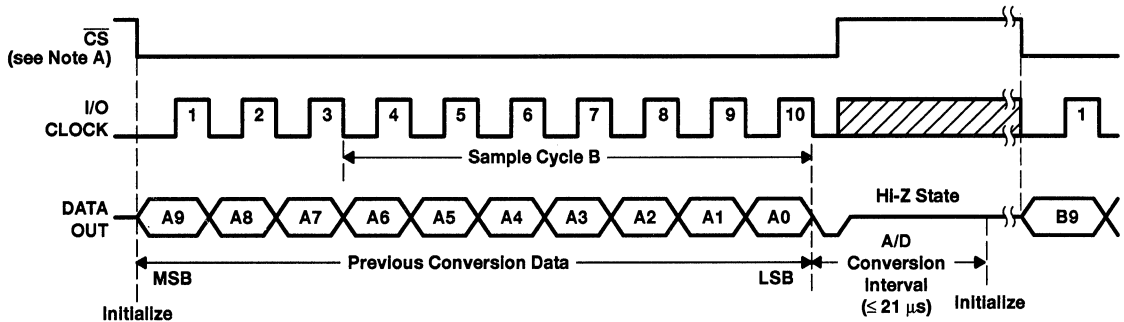 CS
(see Note A)
I/O
CLOCK
1 2 3 4 5 6 7 8 9 10 1
Sample Cycle B
DATA
OUT
A9 A8 A7 A6 A5 A4 A3 A2 A1 A0 B9
Hi-Z State
Previous Conversion Data
MSB LSB
A/D
Conversion
Interval
(≤ 21 μs)
Initialize Initialize